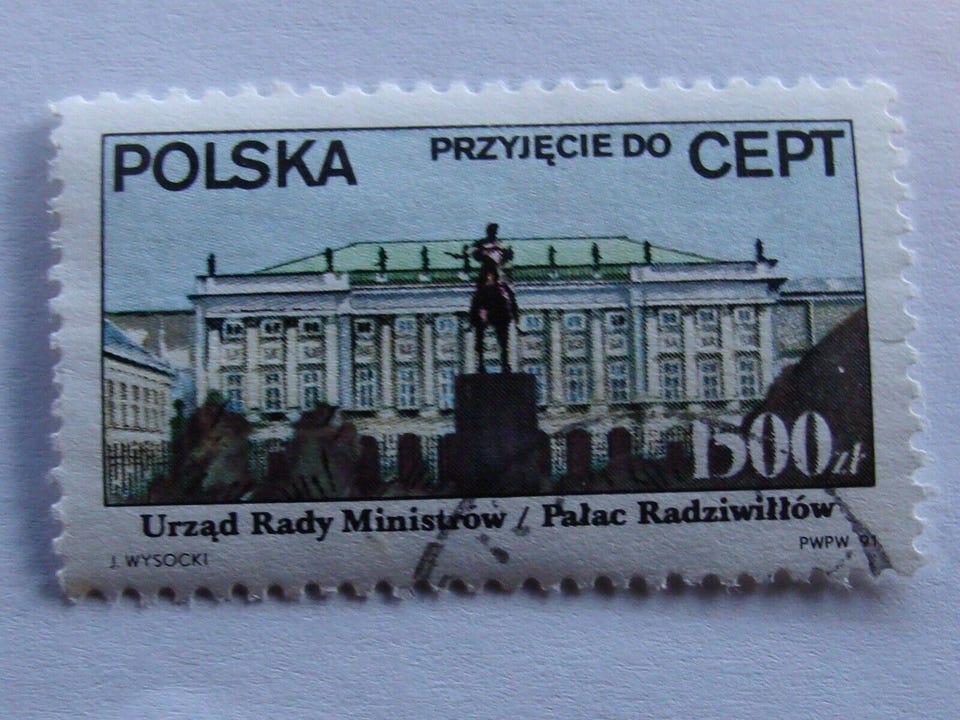 POLSKA PRZYJĘCIE DO CEPT
1500 zł
Urząd Rady Ministrów / Pałac Radziwiłłów
J. WYSOCKI PWPW 91